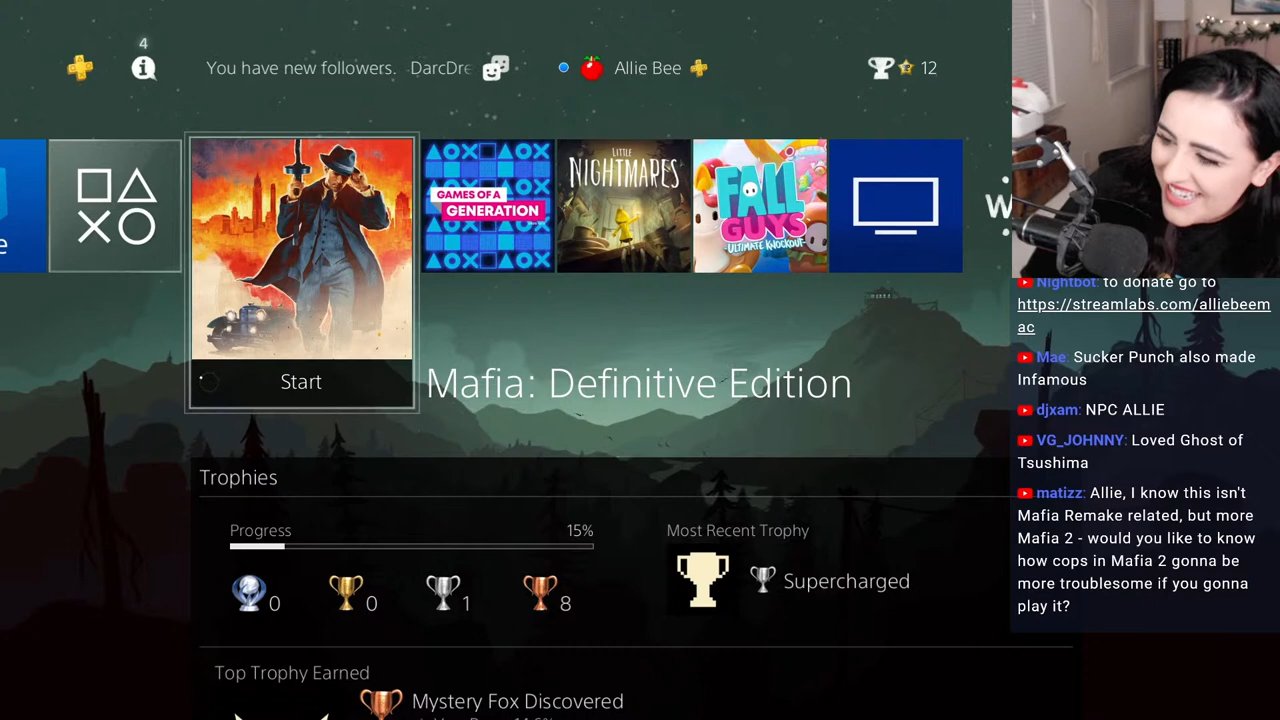 4
You have new followers. DarcDre
Allie Bee
12
e
GAMES OF A
GENERATION
LITTLE
NIGHTMARES
FALL
GUYS
ULTIMATE KNOCKOUT
W
Start
Mafia: Definitive Edition
Trophies
Progress 15%
0 0 1 8
Most Recent Trophy
Supercharged
Top Trophy Earned
Mystery Fox Discovered
Nightbot: to donate go to
https://streamlabs.com/alliebeem
ac
Mae: Sucker Punch also made
Infamous
djxam: NPC ALLIE
VG_JOHNNY: Loved Ghost of
Tsushima
matizz: Allie, I know this isn't
Mafia Remake related, but more
Mafia 2 - would you like to know
how cops in Mafia 2 gonna be
more troublesome if you gonna
play it?